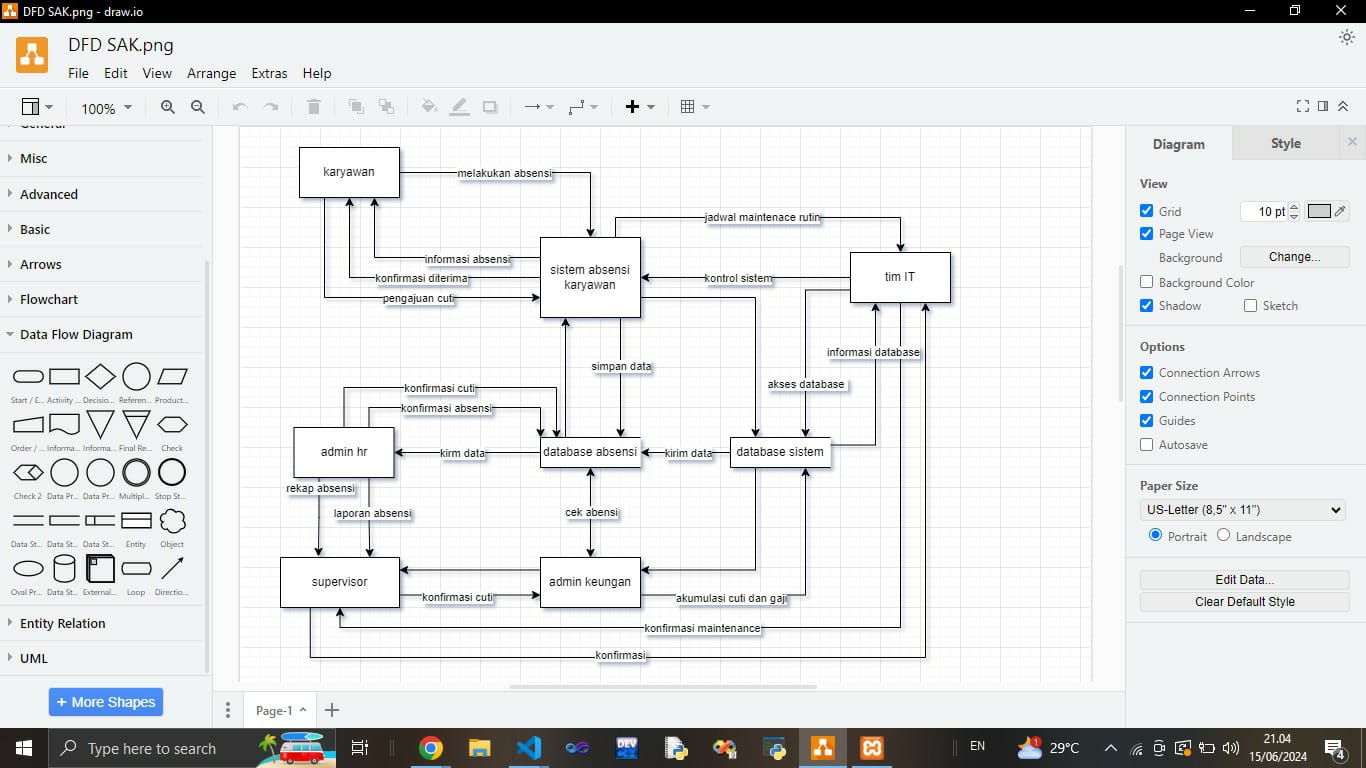 DFD SAK.png - draw.io
DFD SAK.png
File Edit View Arrange Extras Help
100%
General
Misc
Advanced
Basic
Arrows
Flowchart
Data Flow Diagram
Start / E... Activity ... Decisio... Referen... Product...
Order / ... Informa... Informa... Final Re... Check
Check 2 Data Pr... Data Pr... Multipl... Stop St...
Data St... Data St... Data St... Entity Object
Oval Pr... Data St... External... Loop Directio...
Entity Relation
UML
+ More Shapes
karyawan
melakukan absensi
jadwal maintenace rutin
informasi absensi
konfirmasi diterima
pengajuan cuti
sistem absensi
karyawan
kontrol sistem
tim IT
simpan data
informasi database
akses database
konfirmasi cuti
konfirmasi absensi
admin hr
kirm data
database absensi
kirim data
database sistem
rekap absensi
laporan absensi
cek abensi
supervisor
admin keungan
konfirmasi cuti
akumulasi cuti dan gaji
konfirmasi maintenance
konfirmasi
Diagram
Style
View
Grid
10 pt
Page View
Background
Change...
Background Color
Shadow
Sketch
Options
Connection Arrows
Connection Points
Guides
Autosave
Paper Size
US-Letter (8,5" x 11")
Portrait
Landscape
Edit Data...
Clear Default Style
Page-1
Type here to search
DEV
EN
1
29°C
21.04
15/06/2024
4